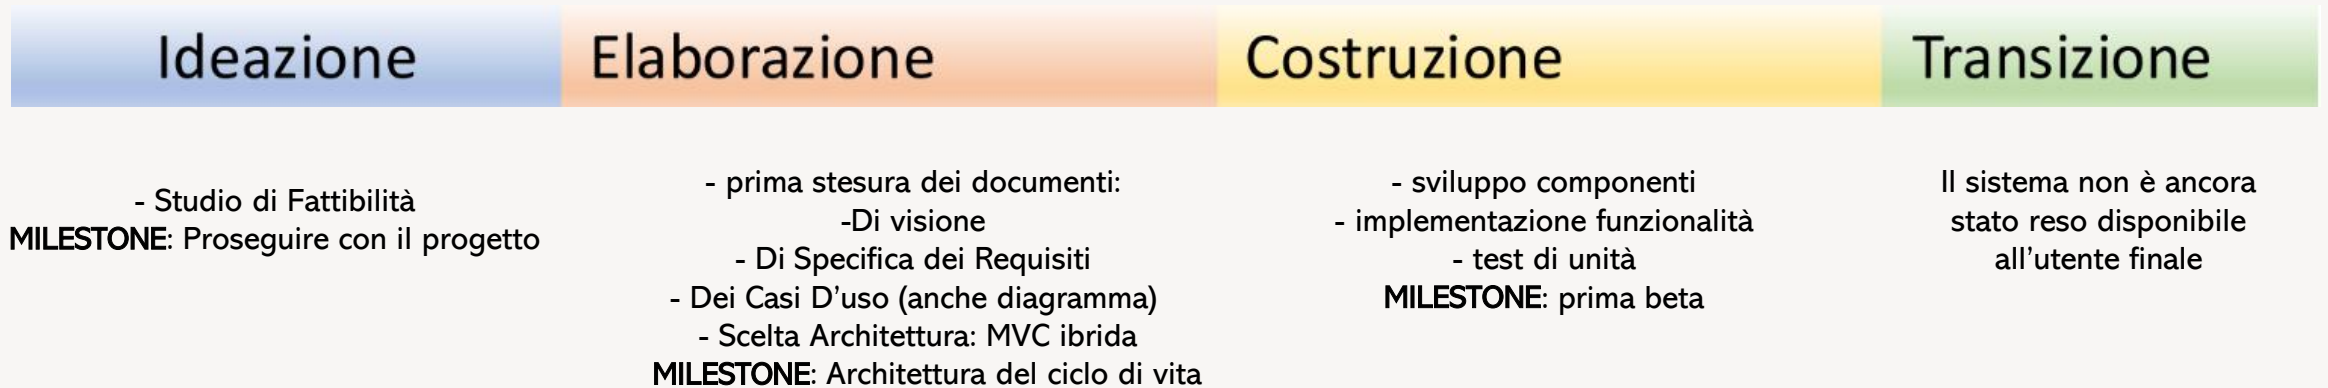 Ideazione
Elaborazione
Costruzione
Transizione
- Studio di Fattibilità
MILESTONE: Proseguire con il progetto
- prima stesura dei documenti:
-Di visione
- Di Specifica dei Requisiti
- Dei Casi D'uso (anche diagramma)
- Scelta Architettura: MVC ibrida
MILESTONE: Architettura del ciclo di vita
- sviluppo componenti
- implementazione funzionalità
- test di unità
MILESTONE: prima beta
Il sistema non è ancora
stato reso disponibile
all'utente finale